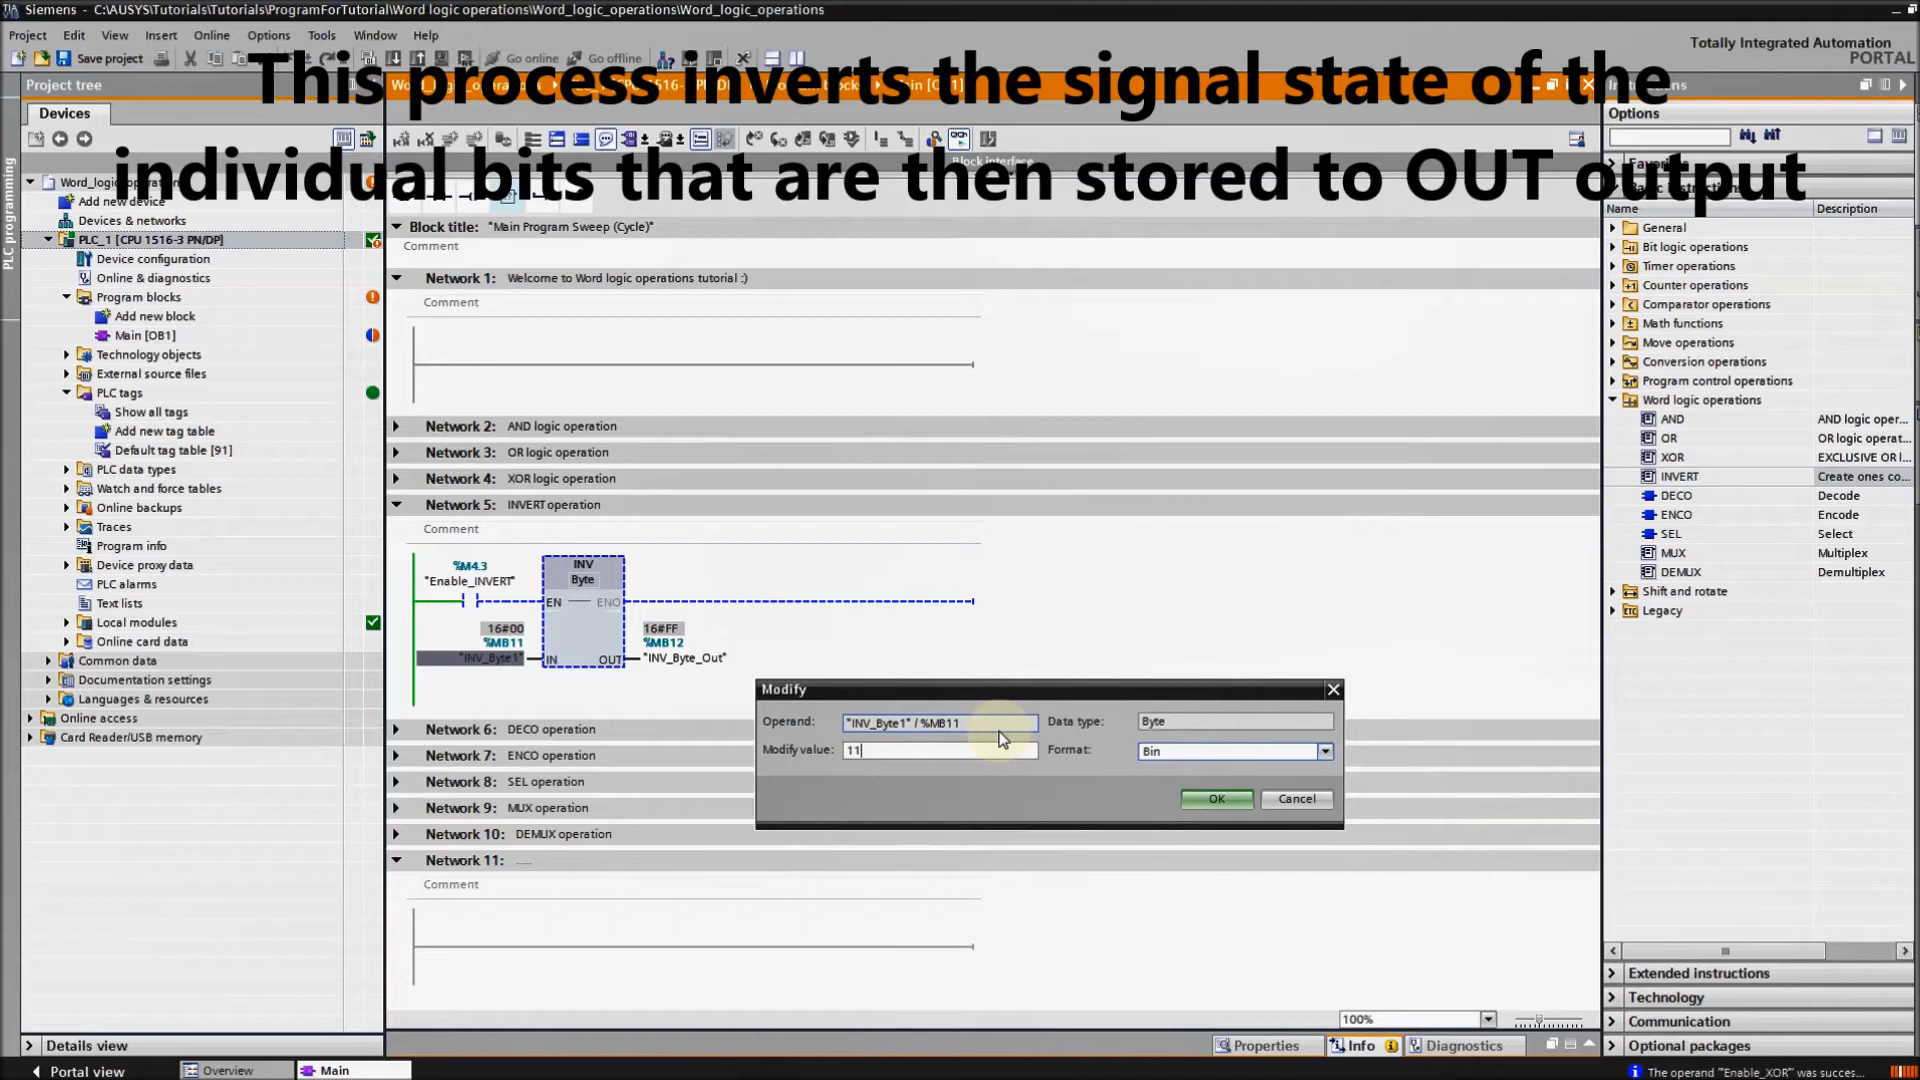 Siemens - C:\AUSYS\Tutorials\Tutorials\ProgramForTutorial\Word logic operations\Word_logic_operations\Word_logic_operations
Project Edit View Insert Online Options Tools Window Help
Totally Integrated Automation
PORTAL
Save project
Go online
Go offline
This process inverts the signal state of the
individual bits that are then stored to OUT output
Project tree
Devices
PLC programming
Add new device
Devices & networks
PLC_1 [CPU 1516-3 PN/DP]
Device configuration
Online & diagnostics
Program blocks
Add new block
Main [OB1]
Technology objects
External source files
PLC tags
Show all tags
Add new tag table
Default tag table [91]
PLC data types
Watch and force tables
Online backups
Traces
Program info
Device proxy data
PLC alarms
Text lists
Local modules
Online card data
Common data
Documentation settings
Languages & resources
Online access
Card Reader/USB memory
Details view
Block interface
Block title: "Main Program Sweep (Cycle)"
Comment
Network 1: Welcome to Word logic operations tutorial :)
Comment
Network 2: AND logic operation
Network 3: OR logic operation
Network 4: XOR logic operation
Network 5: INVERT operation
Comment
%M4.3
"Enable_INVERT"
INV
Byte
EN ENO
16#00
%MB11
"INV_Byte1"
IN OUT
16#FF
%MB12
"INV_Byte_Out"
Network 6: DECO operation
Network 7: ENCO operation
Network 8: SEL operation
Network 9: MUX operation
Network 10: DEMUX operation
Network 11: .....
Comment
Modify
Operand: "INV_Byte1" / %MB11 Data type: Byte
Modify value: 11 Format: Bin
OK Cancel
100%
Properties Info Diagnostics
Options
Name Description
General
Bit logic operations
Timer operations
Counter operations
Comparator operations
Math functions
Move operations
Conversion operations
Program control operations
Word logic operations
AND AND logic oper...
OR OR logic operat...
XOR EXCLUSIVE OR l...
INVERT Create ones co...
DECO Decode
ENCO Encode
SEL Select
MUX Multiplex
DEMUX Demultiplex
Shift and rotate
Legacy
Extended instructions
Technology
Communication
Optional packages
Portal view Overview Main
The operand "Enable_XOR" was succes...